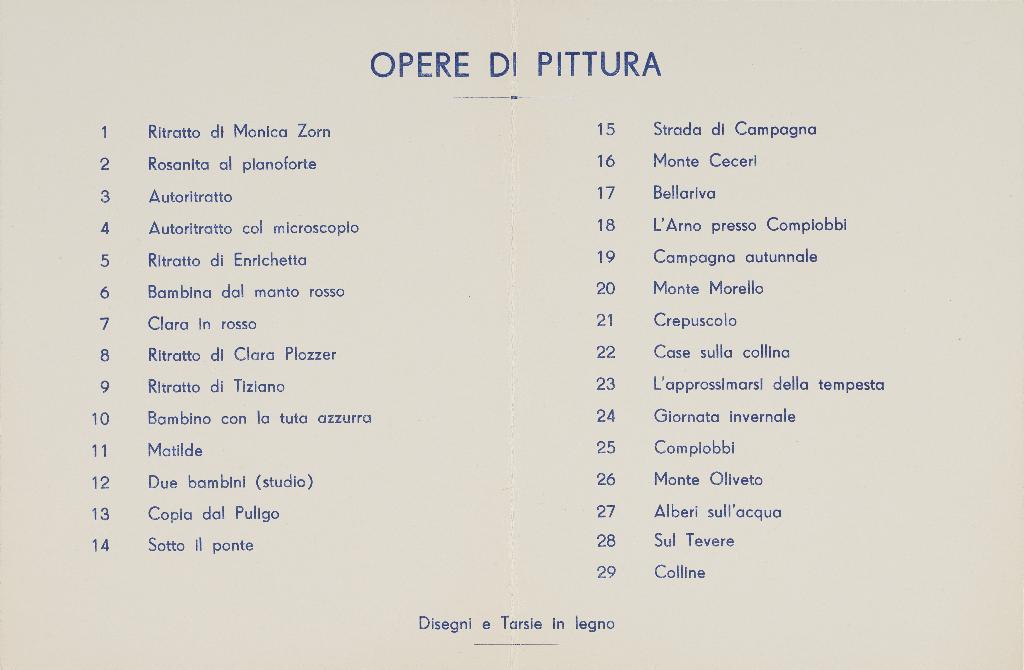 OPERE DI PITTURA
1 Ritratto di Monica Zorn
2 Rosanita al pianoforte
3 Autoritratto
4 Autoritratto col microscopio
5 Ritratto di Enrichetta
6 Bambina dal manto rosso
7 Clara in rosso
8 Ritratto di Clara Plozzer
9 Ritratto di Tiziano
10 Bambino con la tuta azzurra
11 Matilde
12 Due bambini (studio)
13 Copia dal Puligo
14 Sotto il ponte
15 Strada di Campagna
16 Monte Ceceri
17 Bellariva
18 L'Arno presso Compiobbi
19 Campagna autunnale
20 Monte Morello
21 Crepuscolo
22 Case sulla collina
23 L'approssimarsi della tempesta
24 Giornata invernale
25 Compiobbi
26 Monte Oliveto
27 Alberi sull'acqua
28 Sul Tevere
29 Colline
Disegni e Tarsie in legno